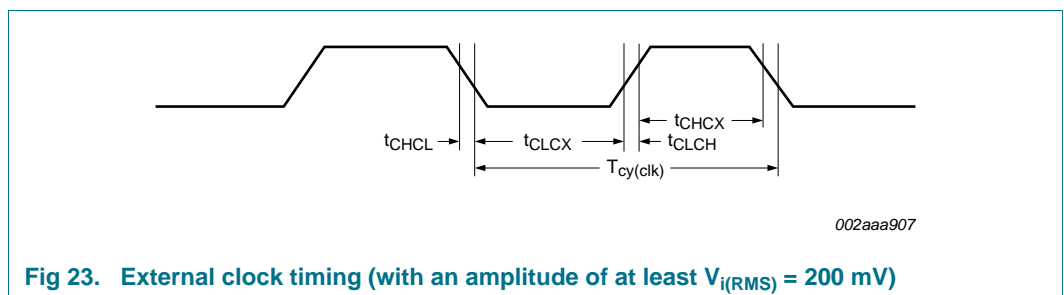 tCHCX
tCHCL tCLCX tCLCH
Tcy(clk)
002aaa907
Fig 23. External clock timing (with an amplitude of at least Vi(RMS) = 200 mV)